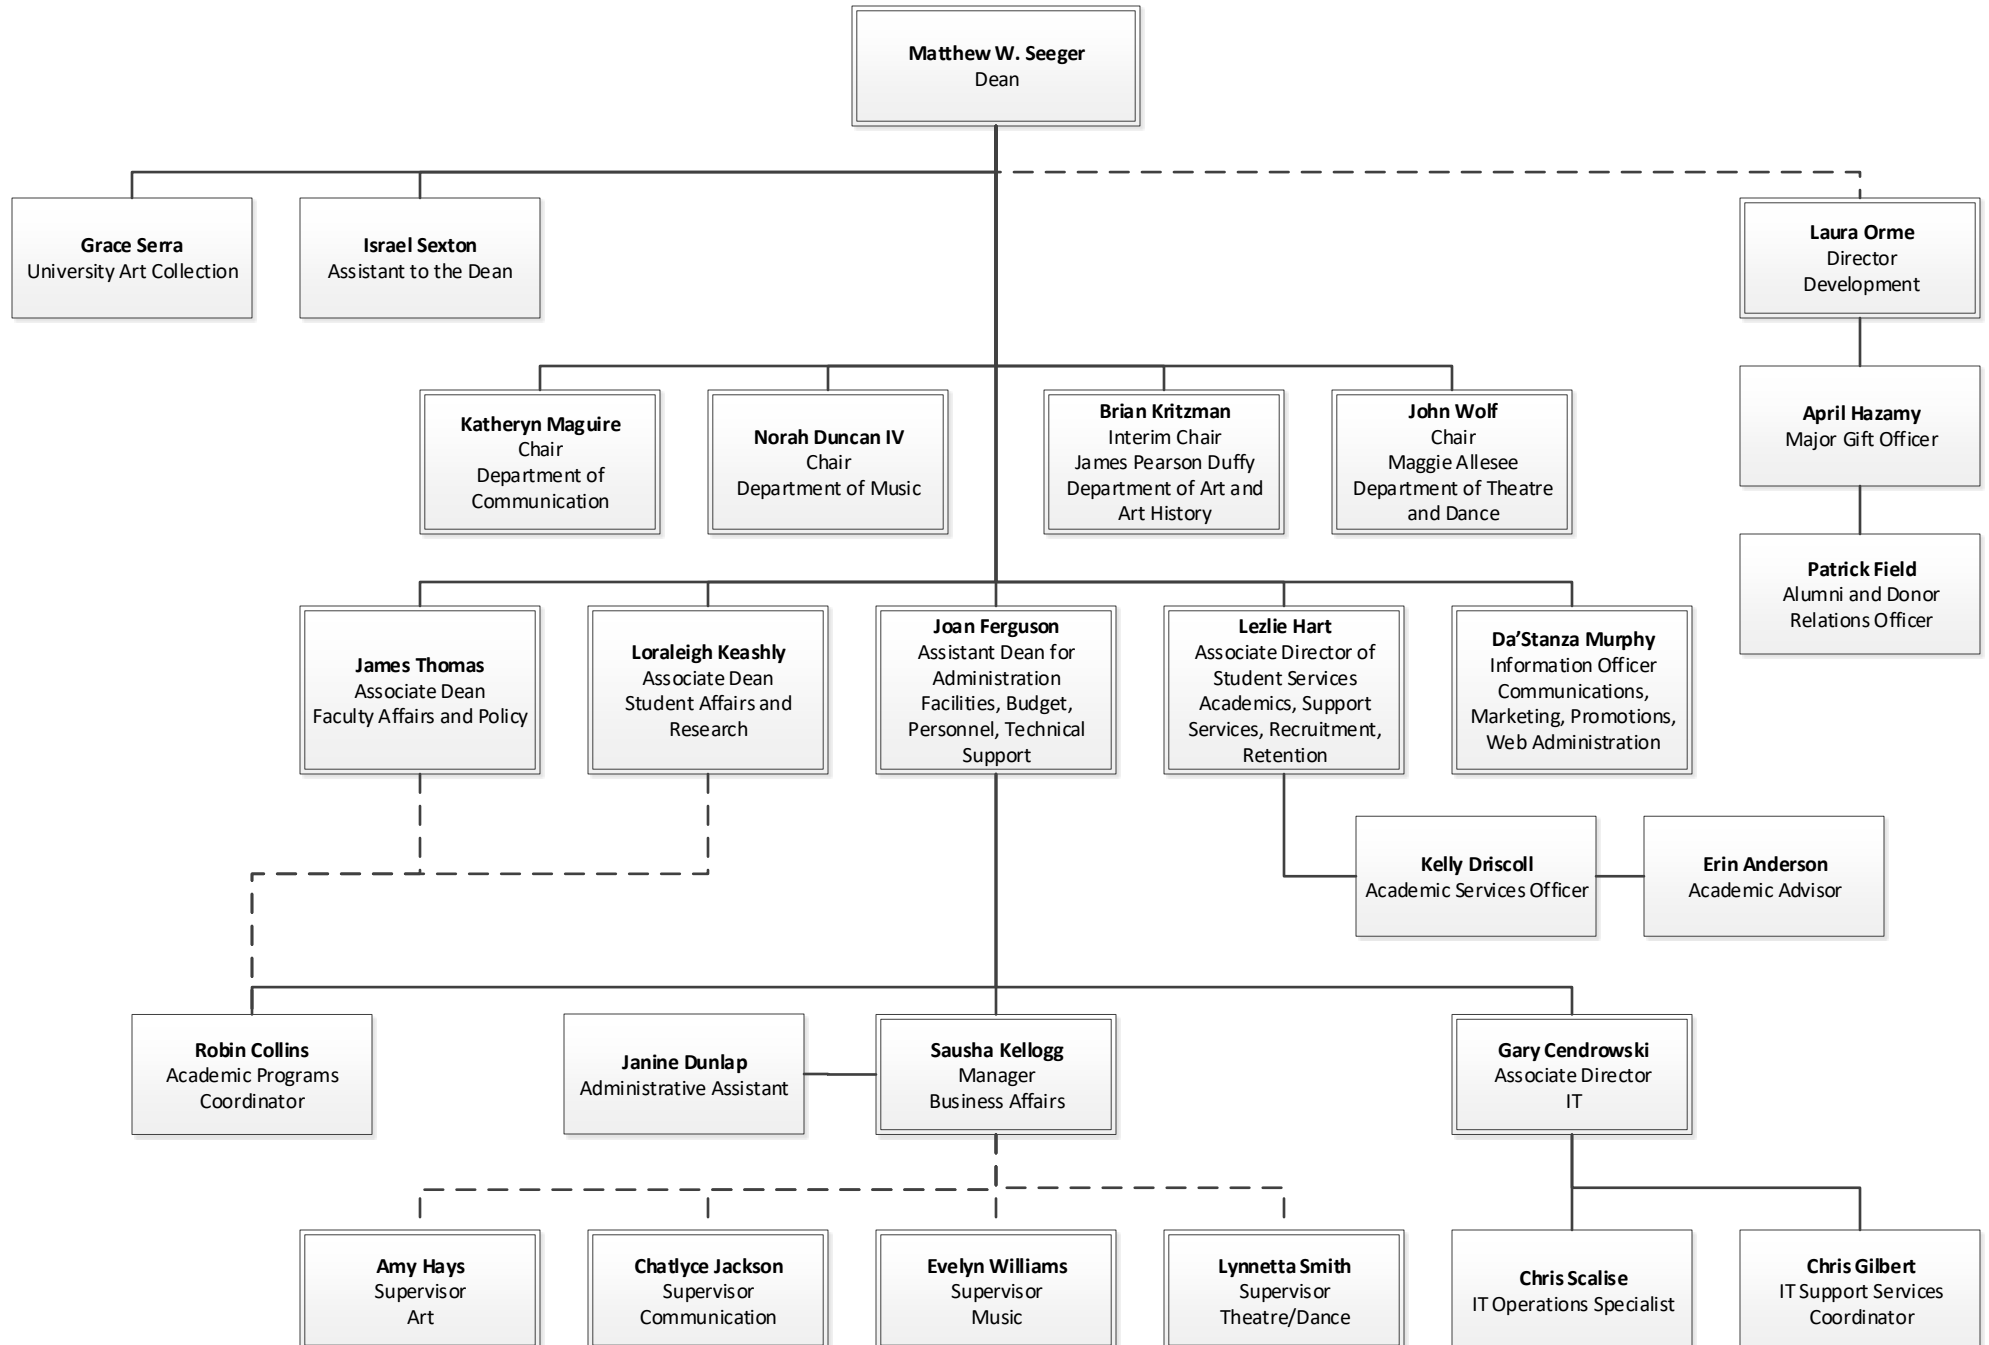 Matthew W. Seeger
Dean
Grace Serra
University Art Collection
Israel Sexton
Assistant to the Dean
Laura Orme
Director
Development
Katheryn Maguire
Chair
Department of
Communication
Norah Duncan IV
Chair
Department of Music
Brian Kritzman
Interim Chair
James Pearson Duffy
Department of Art and
Art History
John Wolf
Chair
Maggie Allesee
Department of Theatre
and Dance
April Hazamy
Major Gift Officer
Patrick Field
Alumni and Donor
Relations Officer
James Thomas
Associate Dean
Faculty Affairs and Policy
Loraleigh Keashly
Associate Dean
Student Affairs and
Research
Joan Ferguson
Assistant Dean for
Administration
Facilities, Budget,
Personnel, Technical
Support
Lezlie Hart
Associate Director of
Student Services
Academics, Support
Services, Recruitment,
Retention
Da’Stanza Murphy
Information Officer
Communications,
Marketing, Promotions,
Web Administration
Kelly Driscoll
Academic Services Officer
Erin Anderson
Academic Advisor
Robin Collins
Academic Programs
Coordinator
Janine Dunlap
Administrative Assistant
Sausha Kellogg
Manager
Business Affairs
Gary Cendrowski
Associate Director
IT
Amy Hays
Supervisor
Art
Chatlyce Jackson
Supervisor
Communication
Evelyn Williams
Supervisor
Music
Lynnetta Smith
Supervisor
Theatre/Dance
Chris Scalise
IT Operations Specialist
Chris Gilbert
IT Support Services
Coordinator